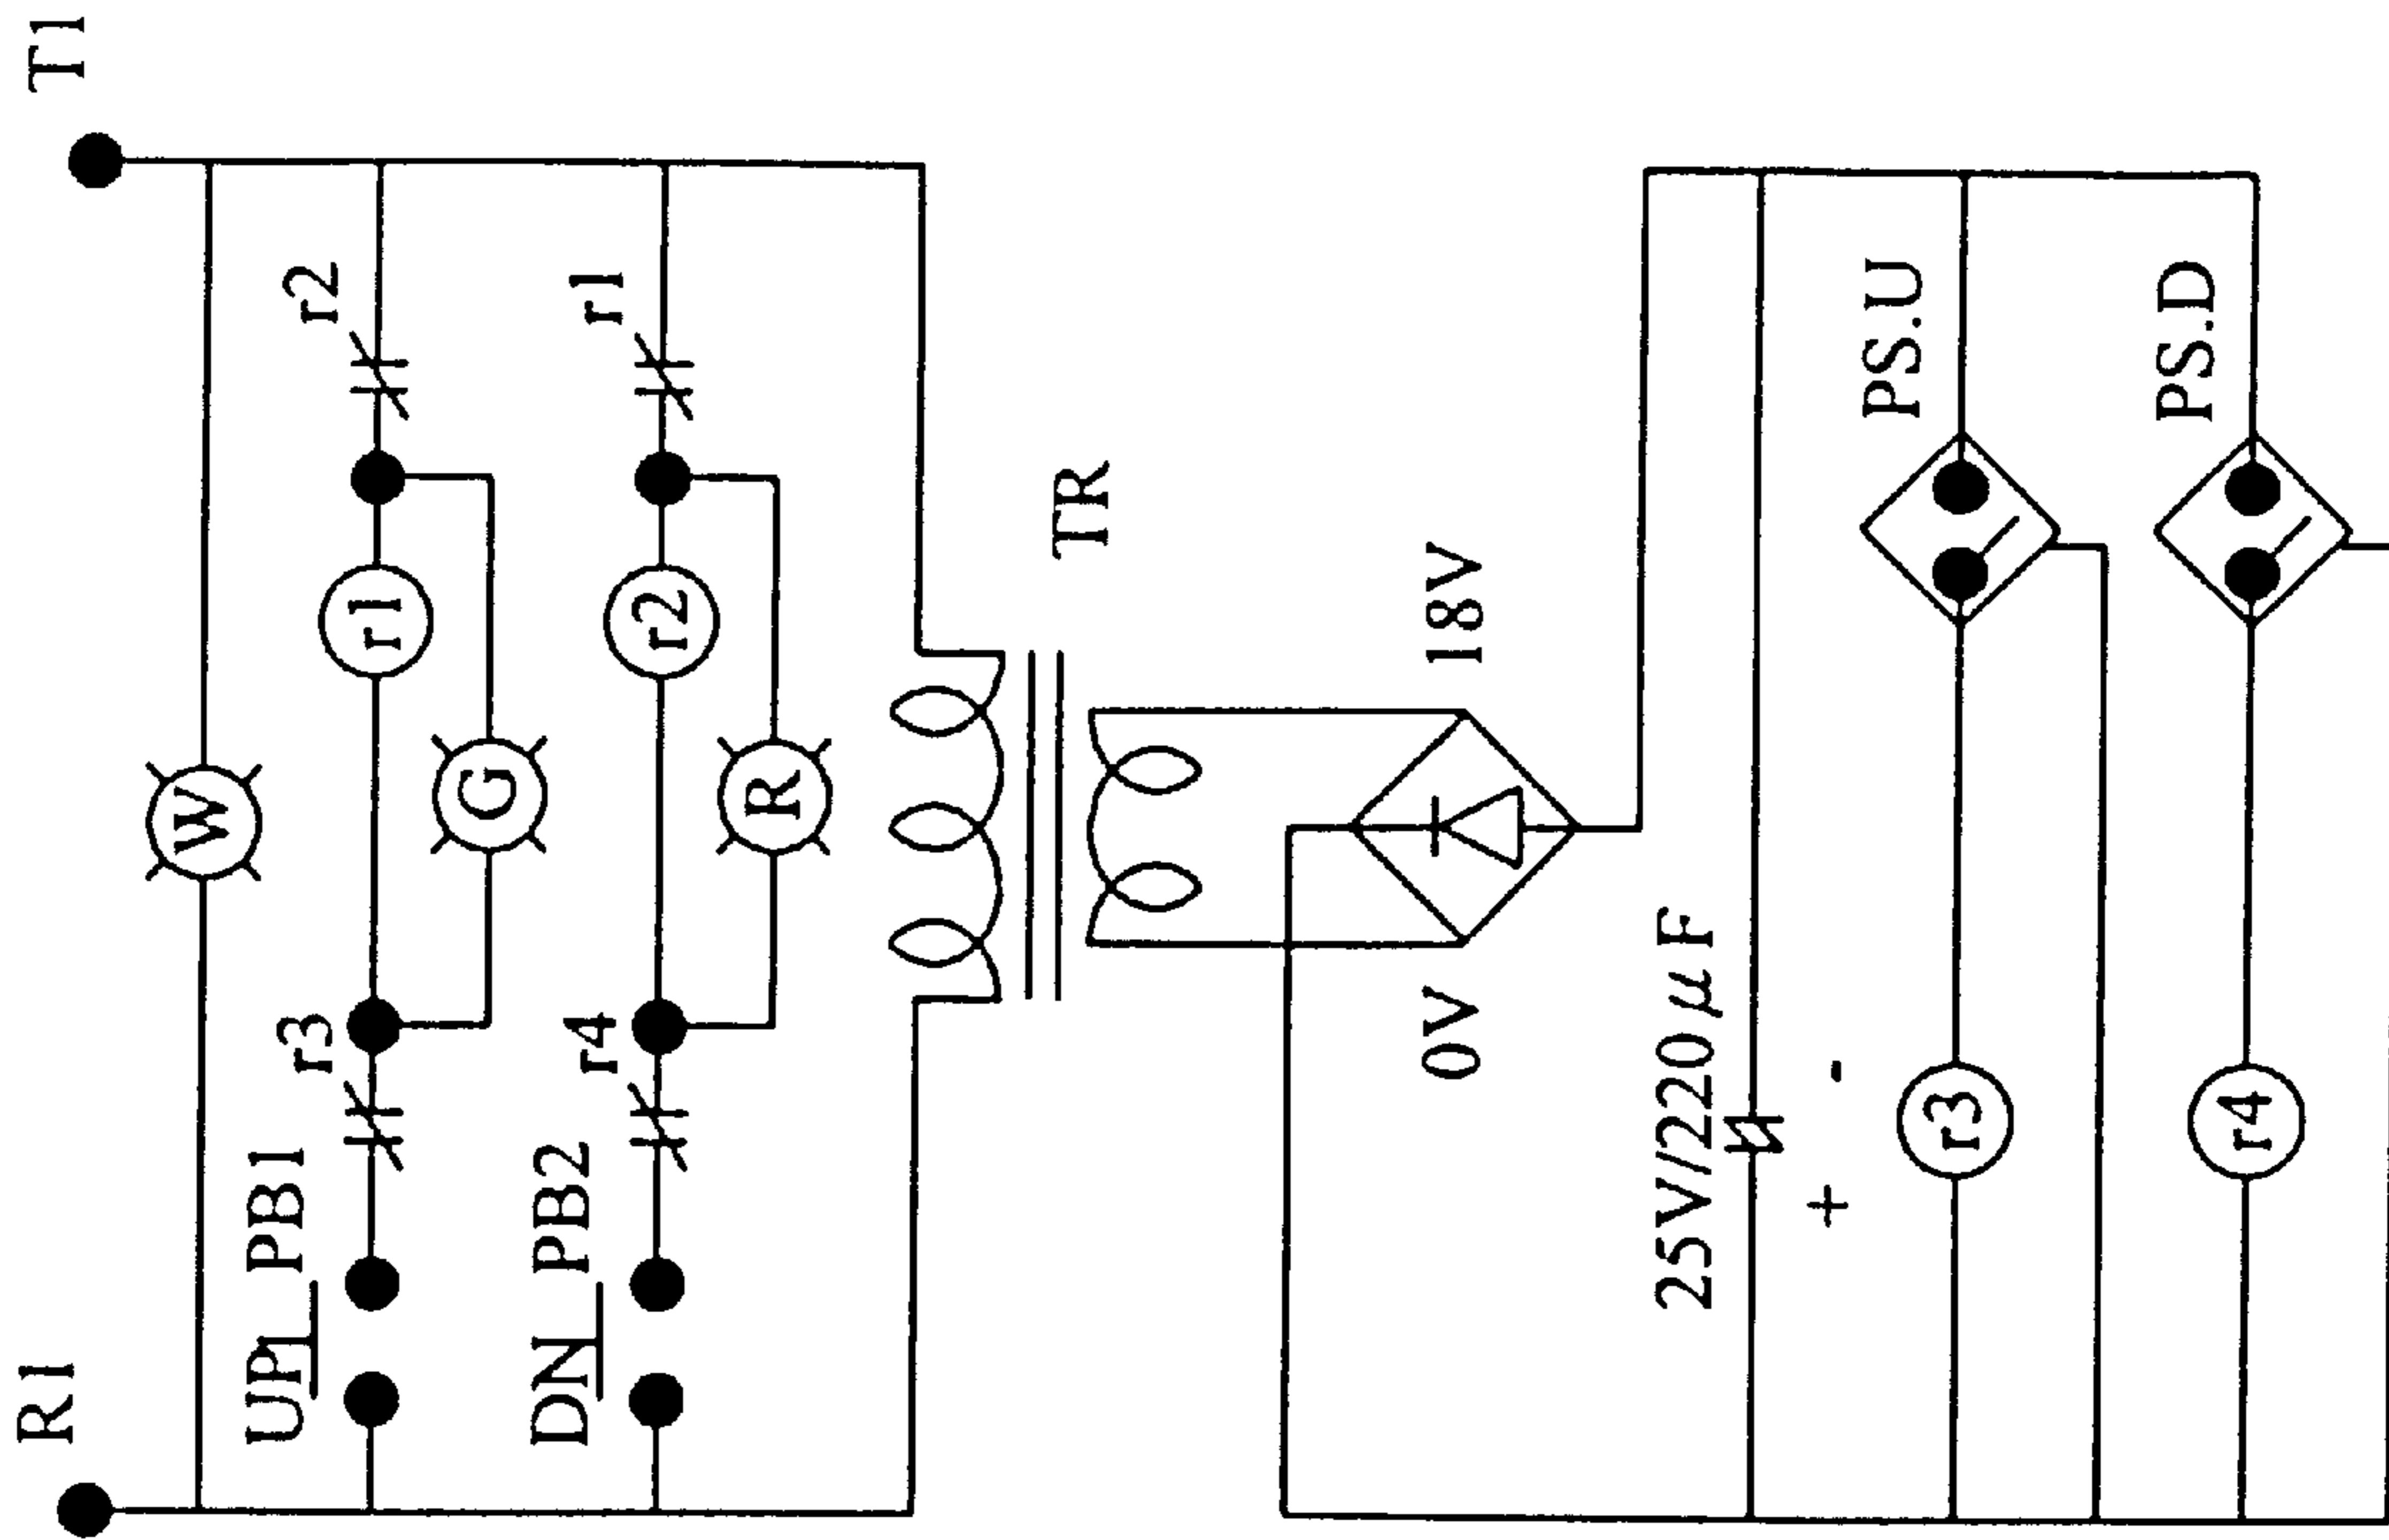 R1
T1
W
UP PB1
r3
r1
r2
G
DN PB2
r4
r2
r1
R
TR
0V
18V
25V//220μF
+
-
r3
PS.U
r4
PS.D